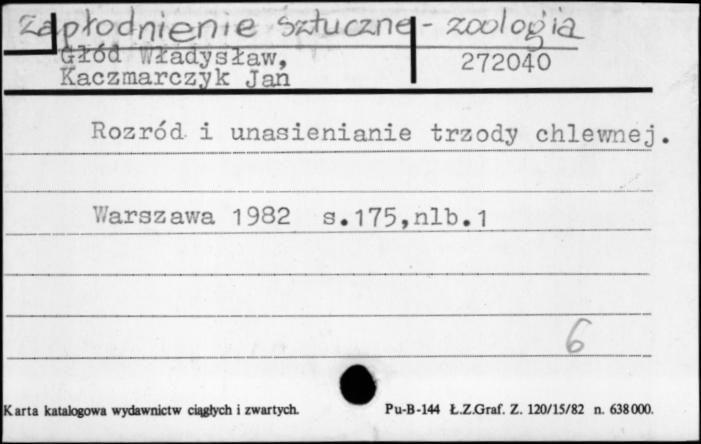 zapłodnienie sztuczne - zoologia
Głód Władysław,
Kaczmarczyk Jan
272040
Rozród i unasienianie trzody chlewnej.
Warszawa 1982 s.175,nlb.1
6
Karta katalogowa wydawnictw ciągłych i zwartych.
Pu-B-144 Ł.Z.Graf. Z. 120/15/82 n. 638000.